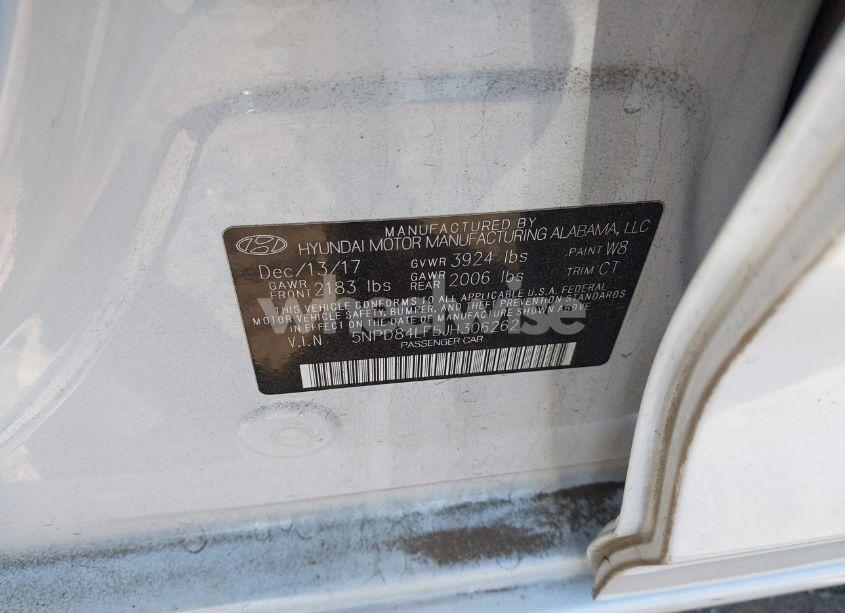 MANUFACTURED BY
HYUNDAI MOTOR MANUFACTURING ALABAMA, LLC
Dec/13/17 GVWR 3924 lbs PAINT W8
GAWR FRONT 2183 lbs GAWR REAR 2006 lbs TRIM CT
THIS VEHICLE CONFORMS TO ALL APPLICABLE U.S.A. FEDERAL
MOTOR VEHICLE SAFETY, BUMPER, AND THEFT PREVENTION STANDARDS
IN EFFECT ON THE DATE OF MANUFACTURE SHOWN ABOVE
V.I.N 5NPD84LF5JH306262
PASSENGER CAR
wheelwise